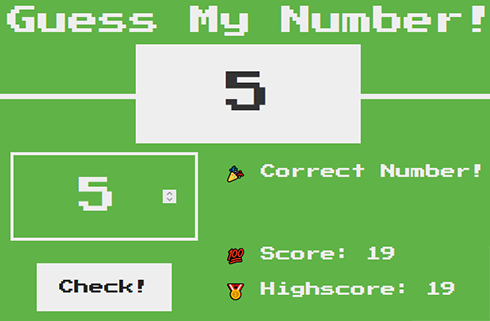 Guess My Number!
5
5
🎉 Correct Number!
💯 Score: 19
Check!
🥇 Highscore: 19